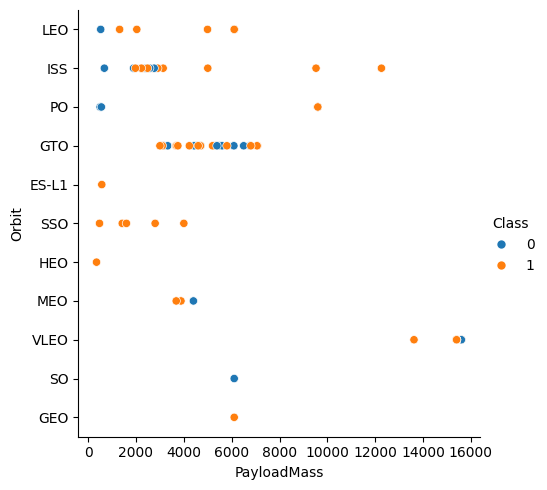 LEO
ISS
PO
GTO
ES-L1
SSO
HEO
MEO
VLEO
SO
GEO
Orbit
0 2000 4000 6000 8000 10000 12000 14000 16000
PayloadMass
Class
0
1